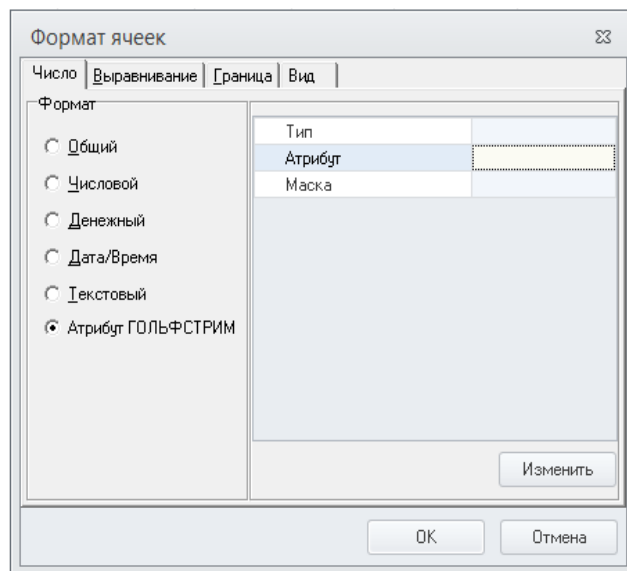 Формат ячеек
Число Выравнивание Граница Вид
Формат
Общий
Числовой
Денежный
Дата/Время
Текстовый
Атрибут ГОЛЬФСТРИМ
Тип
Атрибут
Маска
Изменить
OK Отмена